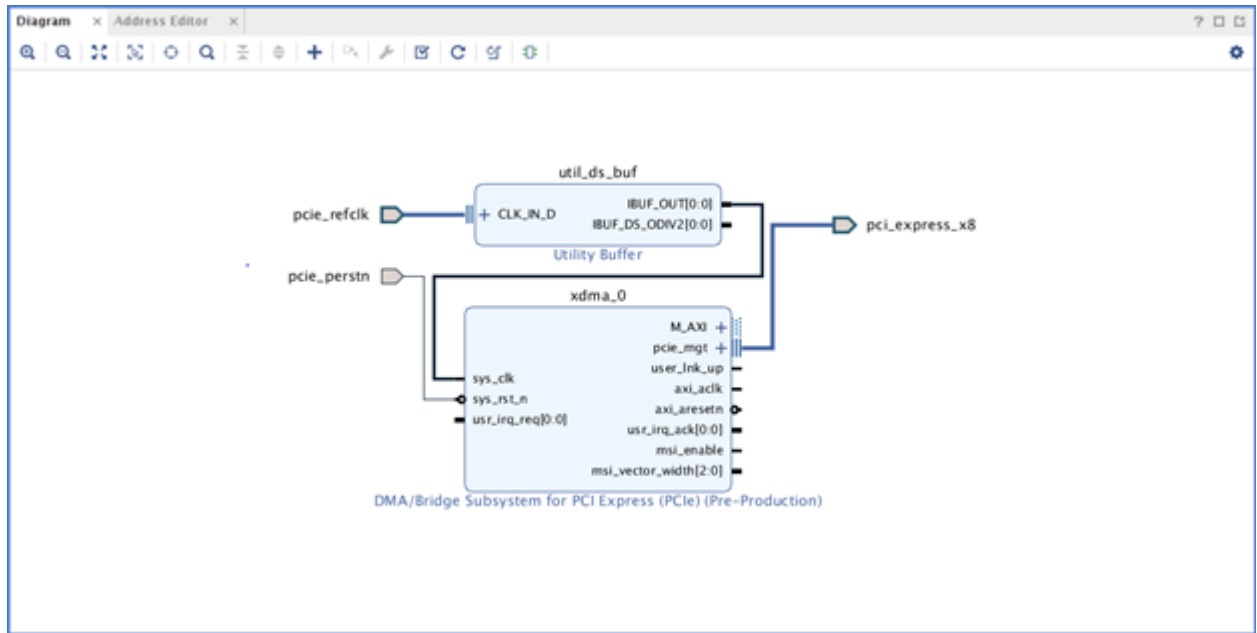 Diagram × Address Editor ×
?
util_ds_buf
pcie_refclk
CLK_IN_D
IBUF_OUT[0:0]
IBUF_DS_ODIV2[0:0]
pci_express_x8
Utility Buffer
pcie_perstn
xdma_0
M_AXI
pcie_mgt
user_lnk_up
sys_clk
axi_aclk
sys_rst_n
axi_aresetn
usr_irq_req[0:0]
usr_irq_ack[0:0]
msi_enable
msi_vector_width[2:0]
DMA/Bridge Subsystem for PCI Express (PCIe) (Pre-Production)